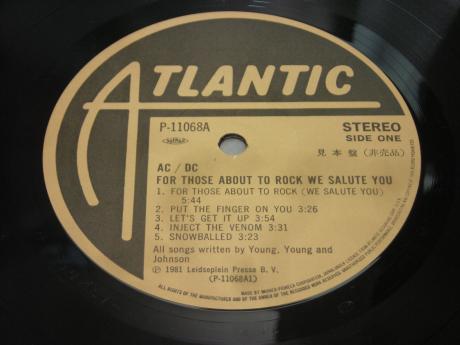 ATLANTIC
P-11068A
STEREO
SIDE ONE
見本盤 (非売品)
AC / DC
FOR THOSE ABOUT TO ROCK WE SALUTE YOU
1. FOR THOSE ABOUT TO ROCK (WE SALUTE YOU)
5:44
2. PUT THE FINGER ON YOU 3:26
3. LET'S GET IT UP 3:54
4. INJECT THE VENOM 3:31
5. SNOWBALLED 3:23
All songs written by Young, Young and
Johnson
Ⓟ 1981 Leidseplein Presse B. V.
(P-11068A1)